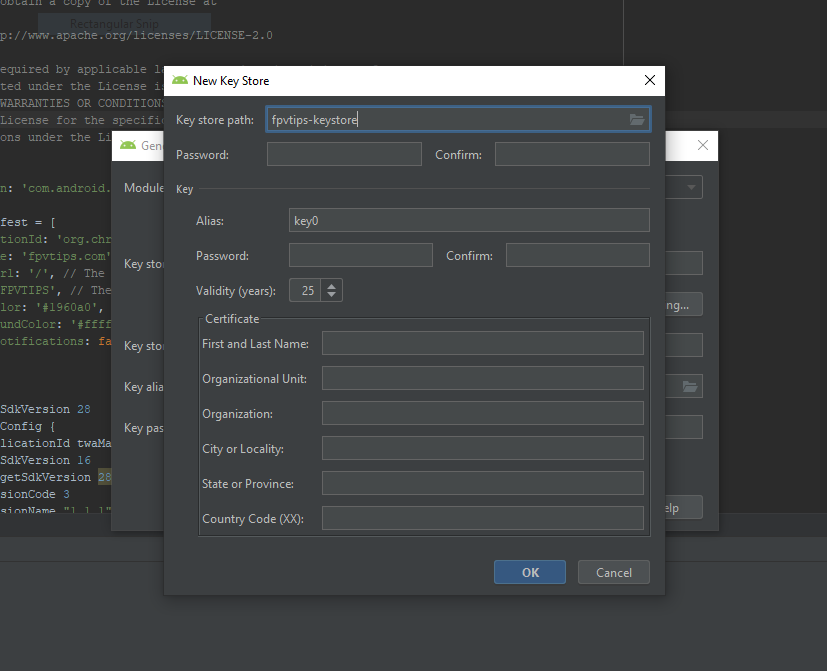 obtain a copy of the License at
Rectangular Snip
p://www.apache.org/licenses/LICENSE-2.0
equired by applicable la
ted under the License is
WARRANTIES OR CONDITIONS
License for the specific
ons under the Li
New Key Store
Key store path: fpvtips-keystore
Password: Confirm:
Key
Alias: key0
Password: Confirm:
Validity (years): 25
Certificate
First and Last Name:
Organizational Unit:
Organization:
City or Locality:
State or Province:
Country Code (XX):
OK Cancel
Gene
Module
Key stor
ng...
Key stor
Key alia
Key pas
elp
n: 'com.android.
fest = [
tionId: 'org.chr
e: 'fpvtips.com'
rl: '/', // The
FPVTIPS', // The
lor: '#1960a0',
undColor: '#ffff
otifications: fa
SdkVersion 28
Config {
licationId twaMa
SdkVersion 16
getSdkVersion 28
sionCode 3
sionName "1.1.1"